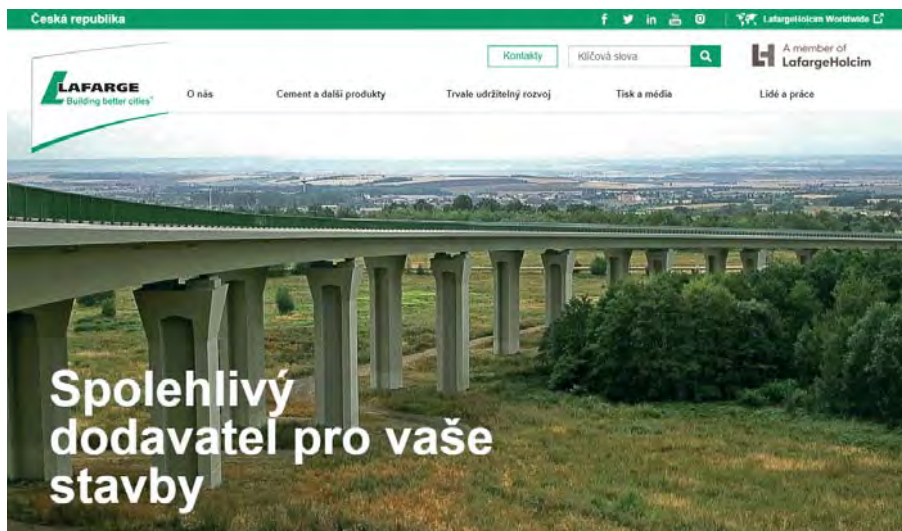 Česká republika
LafargeHolcim Worldwide
Kontakty
Klíčová slova
A member of
LafargeHolcim
LAFARGE
Building better cities™
O nás
Cement a další produkty
Trvale udržitelný rozvoj
Tisk a média
Lidé a práce
Spolehlivý
dodavatel pro vaše
stavby